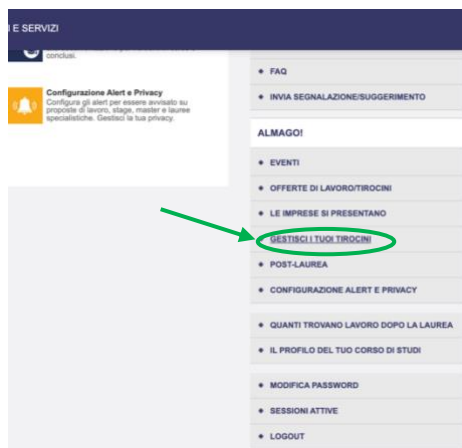 I E SERVIZI
conclusi.
Configurazione Alert e Privacy
Configura gli alert per essere avvisato su
proposte di lavoro, stage, master e lauree
specialistiche. Gestisci la tua privacy.
FAQ
INVIA SEGNALAZIONE/SUGGERIMENTO
ALMAGO!
EVENTI
OFFERTE DI LAVORO/TIROCINI
LE IMPRESE SI PRESENTANO
GESTISCI I TUOI TIROCINI
POST-LAUREA
CONFIGURAZIONE ALERT E PRIVACY
QUANTI TROVANO LAVORO DOPO LA LAUREA
IL PROFILO DEL TUO CORSO DI STUDI
MODIFICA PASSWORD
SESSIONI ATTIVE
LOGOUT